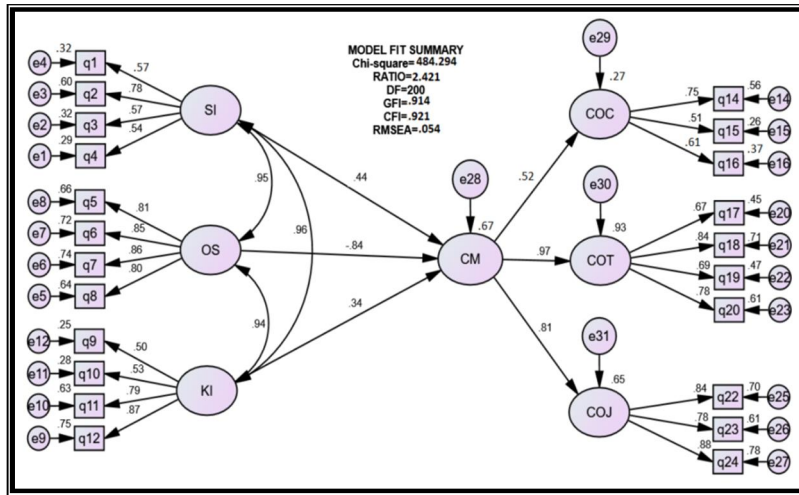 MODEL FIT SUMMARY
Chi-square=484.294
RATIO=2.421
DF=200
GFI=.914
CFI=.921
RMSEA=.054
e4 .32 q1 .57
e3 .60 q2 .78
e2 .32 q3 .57
e1 .29 q4 .54
SI
e8 .66 q5 .81
e7 .72 q6 .85
e6 .74 q7 .86
e5 .64 q8 .80
OS
e12 .25 q9 .50
e11 .28 q10 .53
e10 .63 q11 .79
e9 .75 q12 .87
KI
.95
.96
.94
.44
-.84
.34
e28
.67
CM
.52
.97
.81
e29
.27
COC
.75 q14 .56 e14
.51 q15 .26 e15
.61 q16 .37 e16
e30
.93
COT
.67 q17 .45 e20
.84 q18 .71 e21
.69 q19 .47 e22
.78 q20 .61 e23
e31
.65
COJ
.84 q22 .70 e25
.78 q23 .61 e26
.88 q24 .78 e27